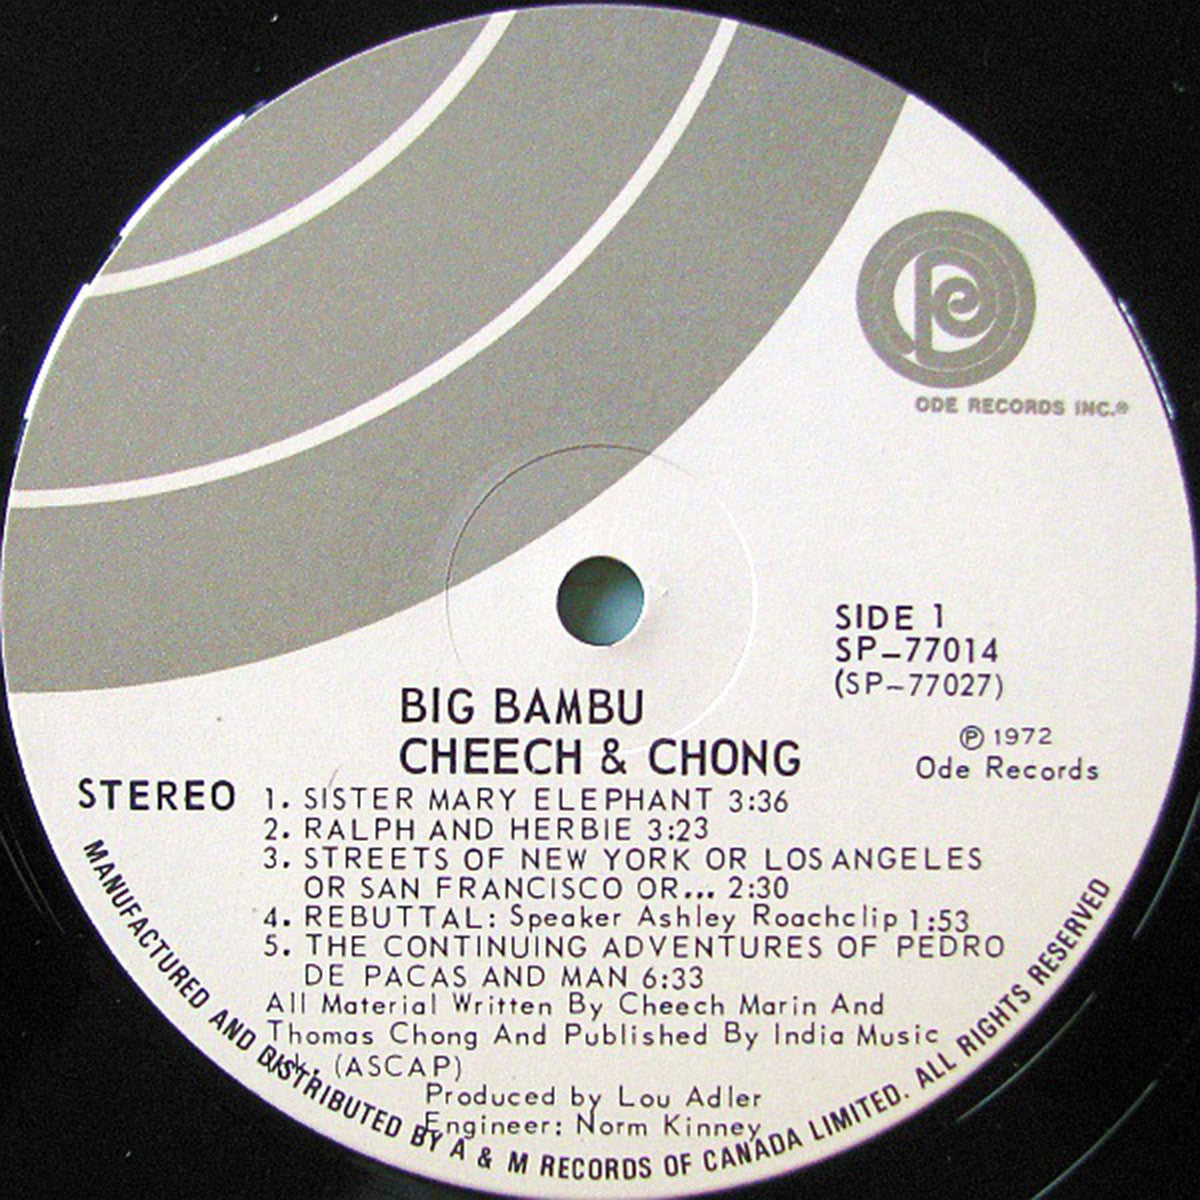 ODE RECORDS INC.®
SIDE 1
SP-77014
(SP-77027)
℗ 1972
Ode Records
BIG BAMBU
CHEECH & CHONG
STEREO
1. SISTER MARY ELEPHANT 3:36
2. RALPH AND HERBIE 3:23
3. STREETS OF NEW YORK OR LOS ANGELES
OR SAN FRANCISCO OR... 2:30
4. REBUTTAL: Speaker Ashley Roachclip 1:53
5. THE CONTINUING ADVENTURES OF PEDRO
DE PACAS AND MAN 6:33
All Material Written By Cheech Marin And
Thomas Chong And Published By India Music
(ASCAP)
Produced by Lou Adler
Engineer: Norm Kinney
MANUFACTURED AND DISTRIBUTED BY A & M RECORDS OF CANADA LIMITED. ALL RIGHTS RESERVED